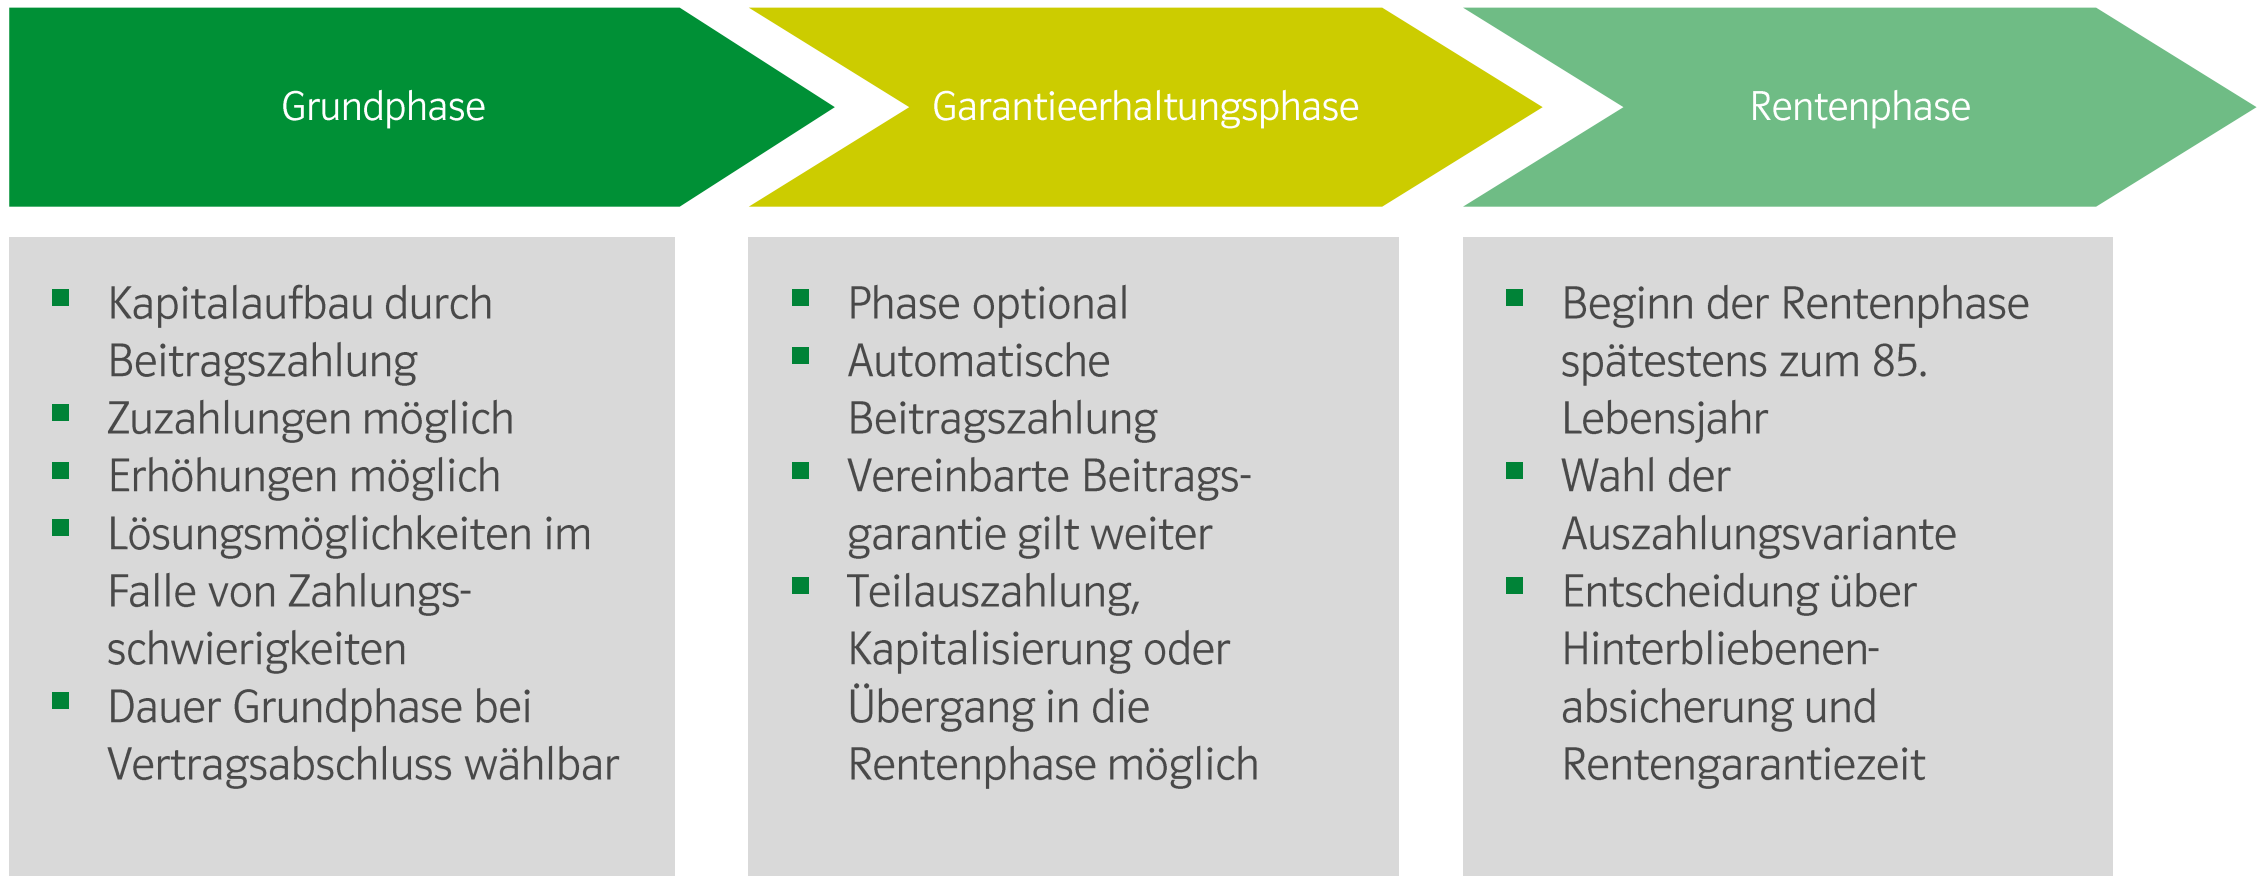 Grundphase
Garantieerhaltungsphase
Rentenphase
Kapitalaufbau durch
Beitragszahlung
Zuzahlungen möglich
Erhöhungen möglich
Lösungsmöglichkeiten im
Falle von Zahlungs-
schwierigkeiten
Dauer Grundphase bei
Vertragsabschluss wählbar
Phase optional
Automatische
Beitragszahlung
Vereinbarte Beitrags-
garantie gilt weiter
Teilauszahlung,
Kapitalisierung oder
Übergang in die
Rentenphase möglich
Beginn der Rentenphase
spätestens zum 85.
Lebensjahr
Wahl der
Auszahlungsvariante
Entscheidung über
Hinterbliebenen-
absicherung und
Rentengarantiezeit